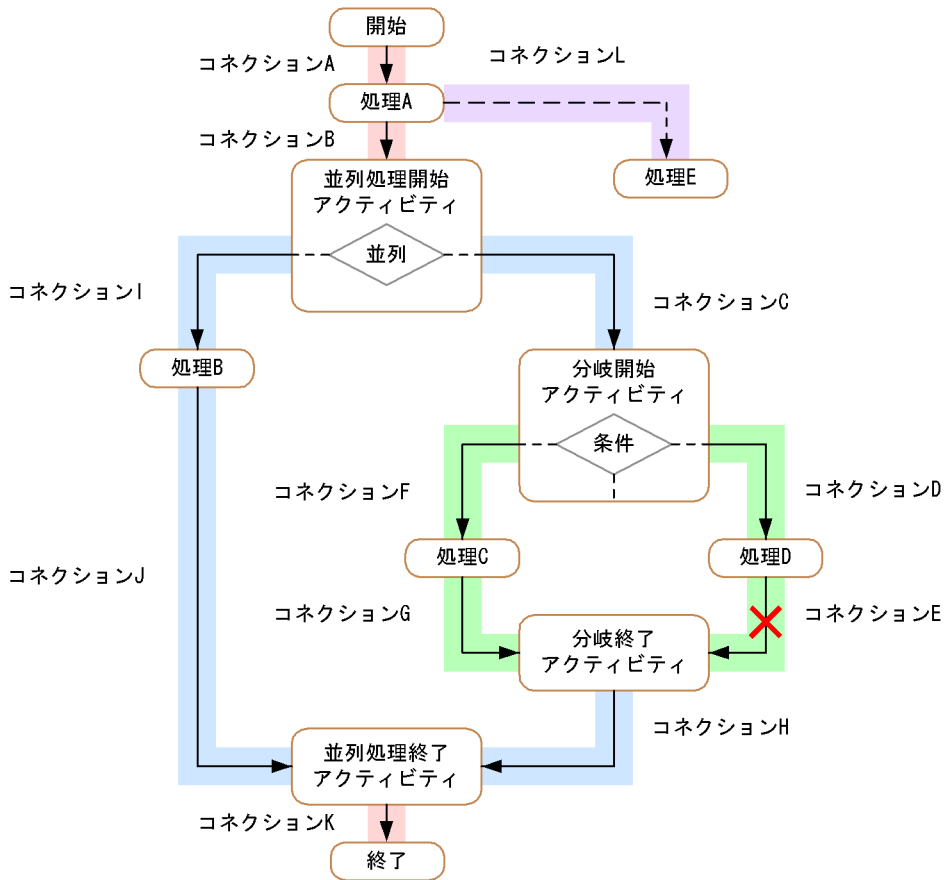 開始
コネクションA
コネクションL
処理A
コネクションB
並列処理開始
アクティビティ
処理E
並列
コネクションI
コネクションC
処理B
分岐開始
アクティビティ
条件
コネクションF
コネクションD
処理C
処理D
コネクションJ
コネクションG
コネクションE
分岐終了
アクティビティ
コネクションH
並列処理終了
アクティビティ
コネクションK
終了